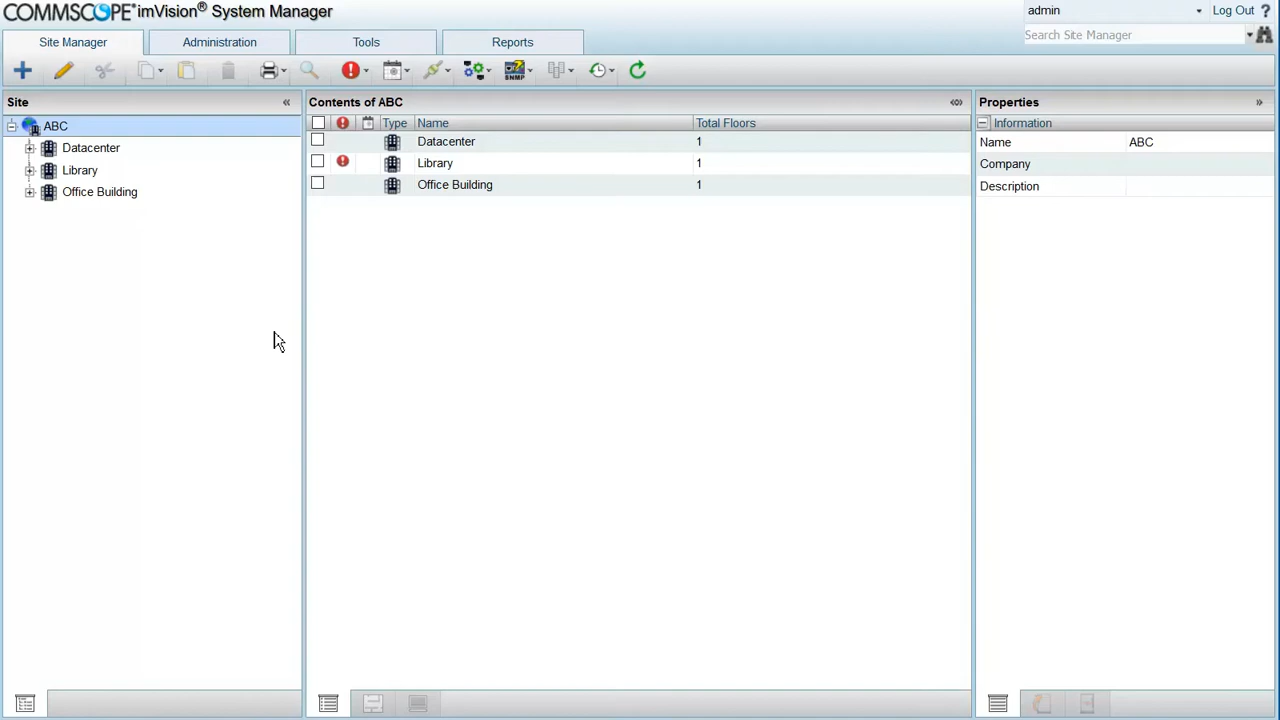 COMMSCOPE® imVision® System Manager
admin
Log Out ?
Search Site Manager
Site Manager
Administration
Tools
Reports
SNMP
Site
ABC
Datacenter
Library
Office Building
Contents of ABC
Type Name Total Floors
Datacenter 1
Library 1
Office Building 1
Properties
Information
Name ABC
Company
Description